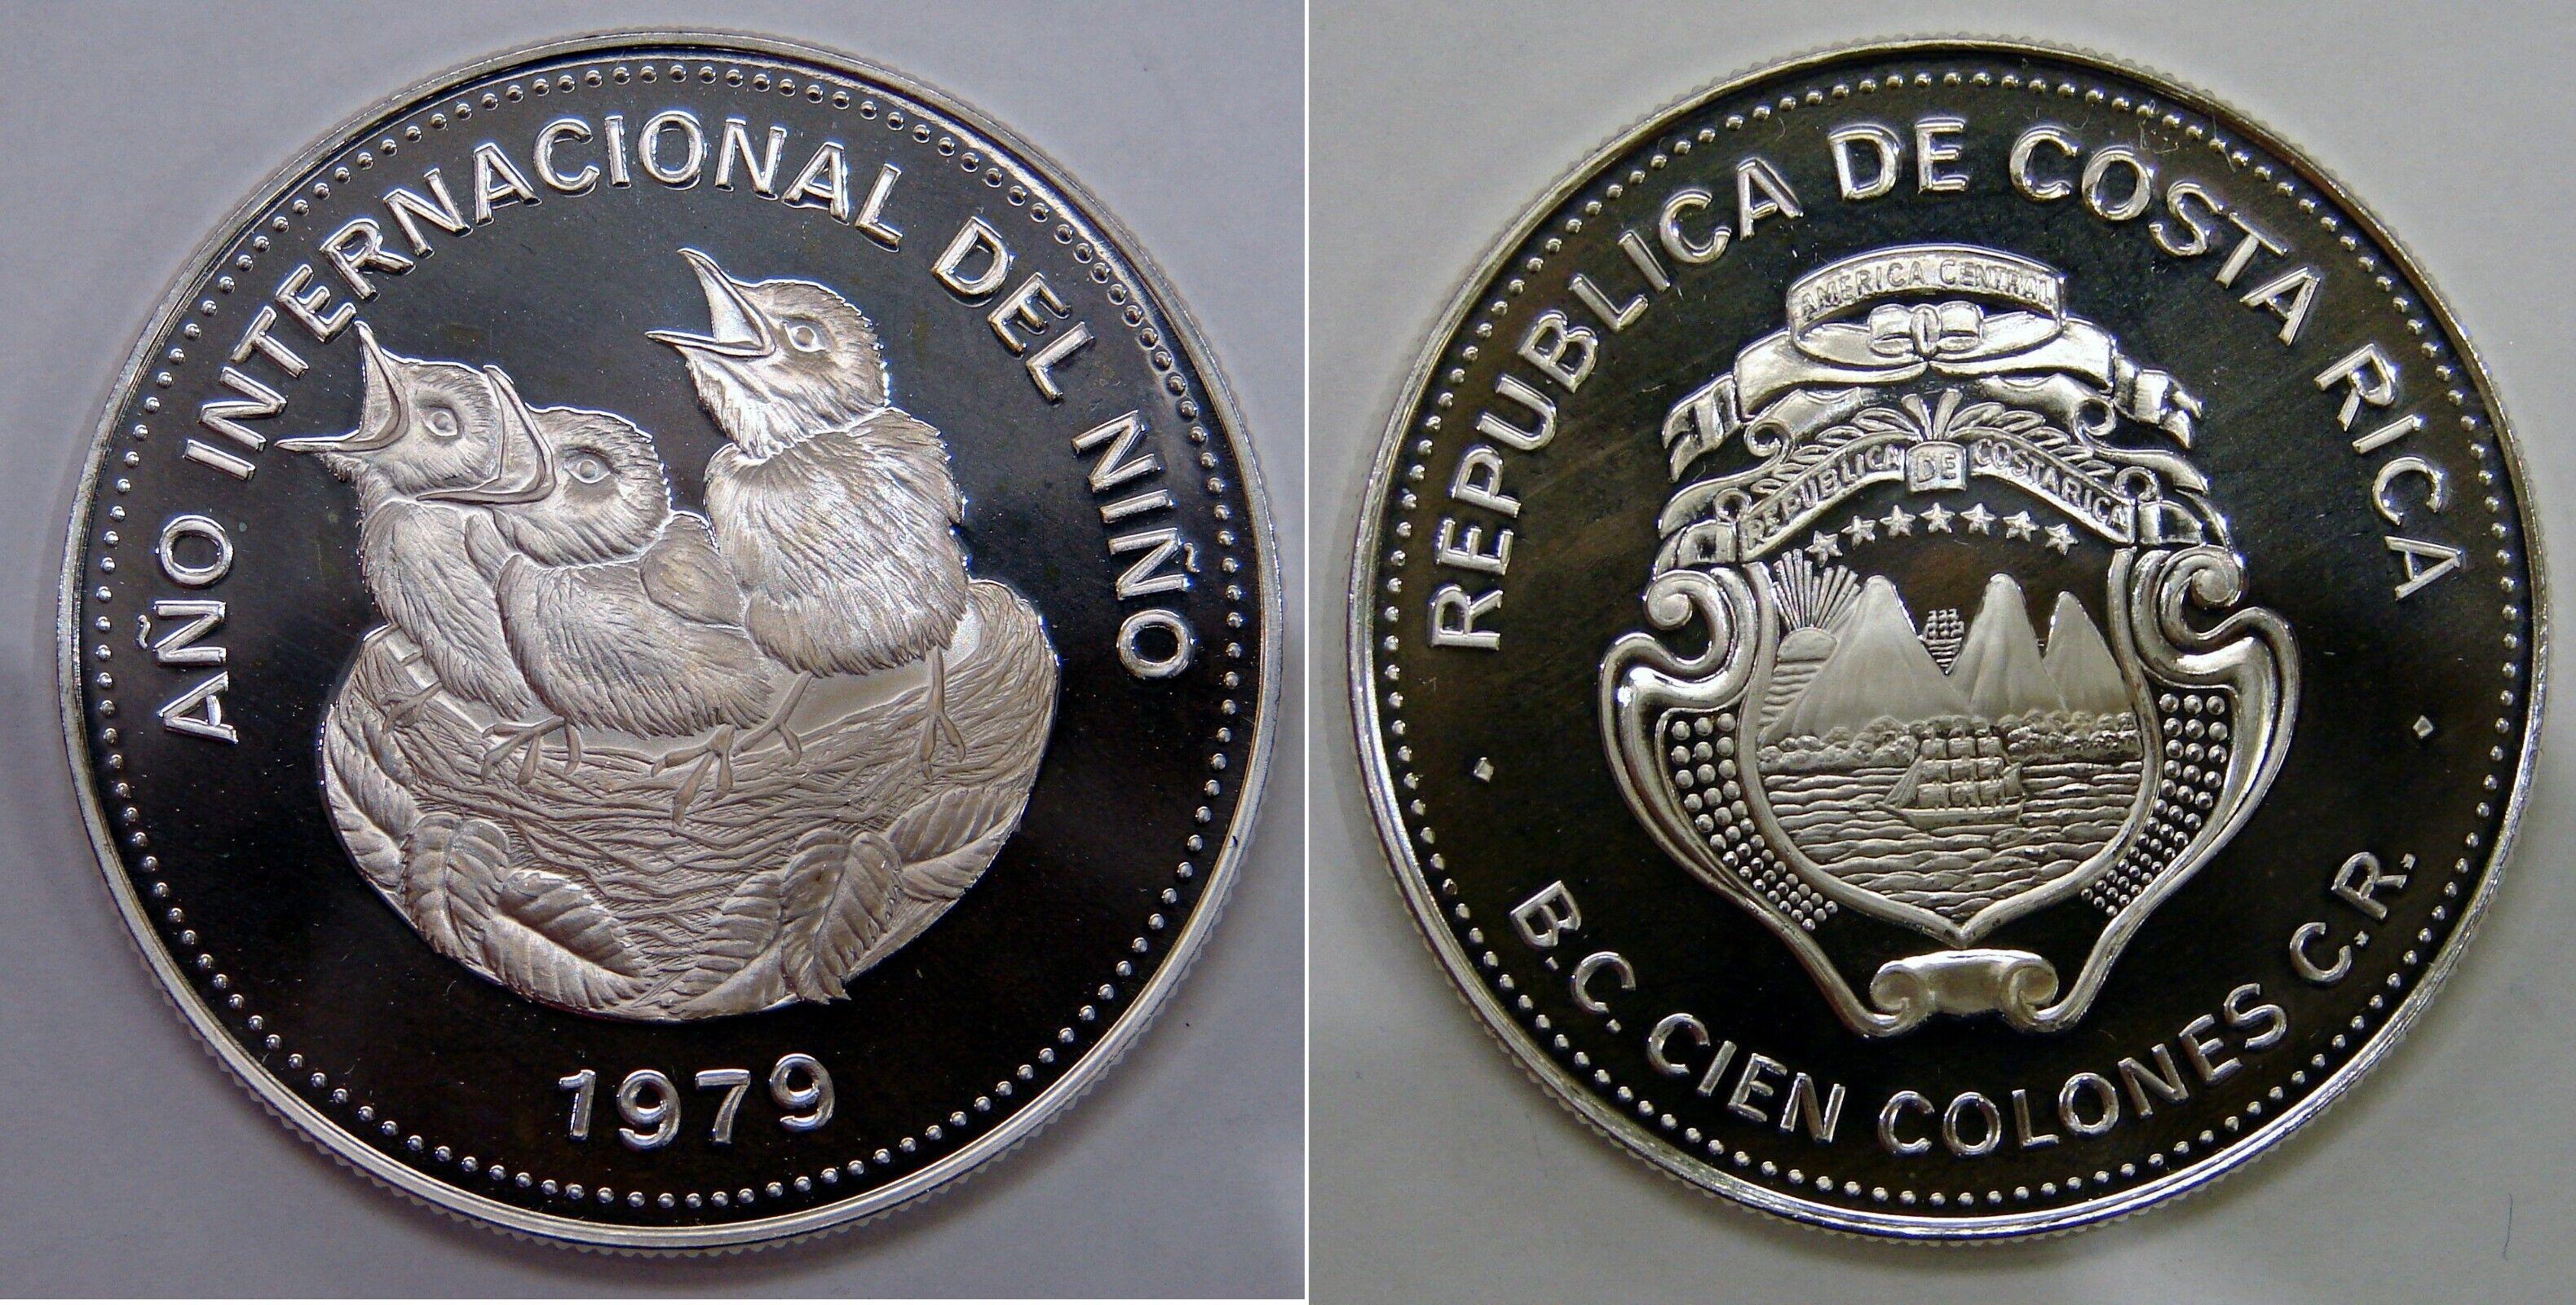 AÑO INTERNACIONAL DEL NIÑO
1979
REPUBLICA DE COSTA RICA
AMERICA CENTRAL
REPUBLICA DE COSTA RICA
B.C. CIEN COLONES C.R.